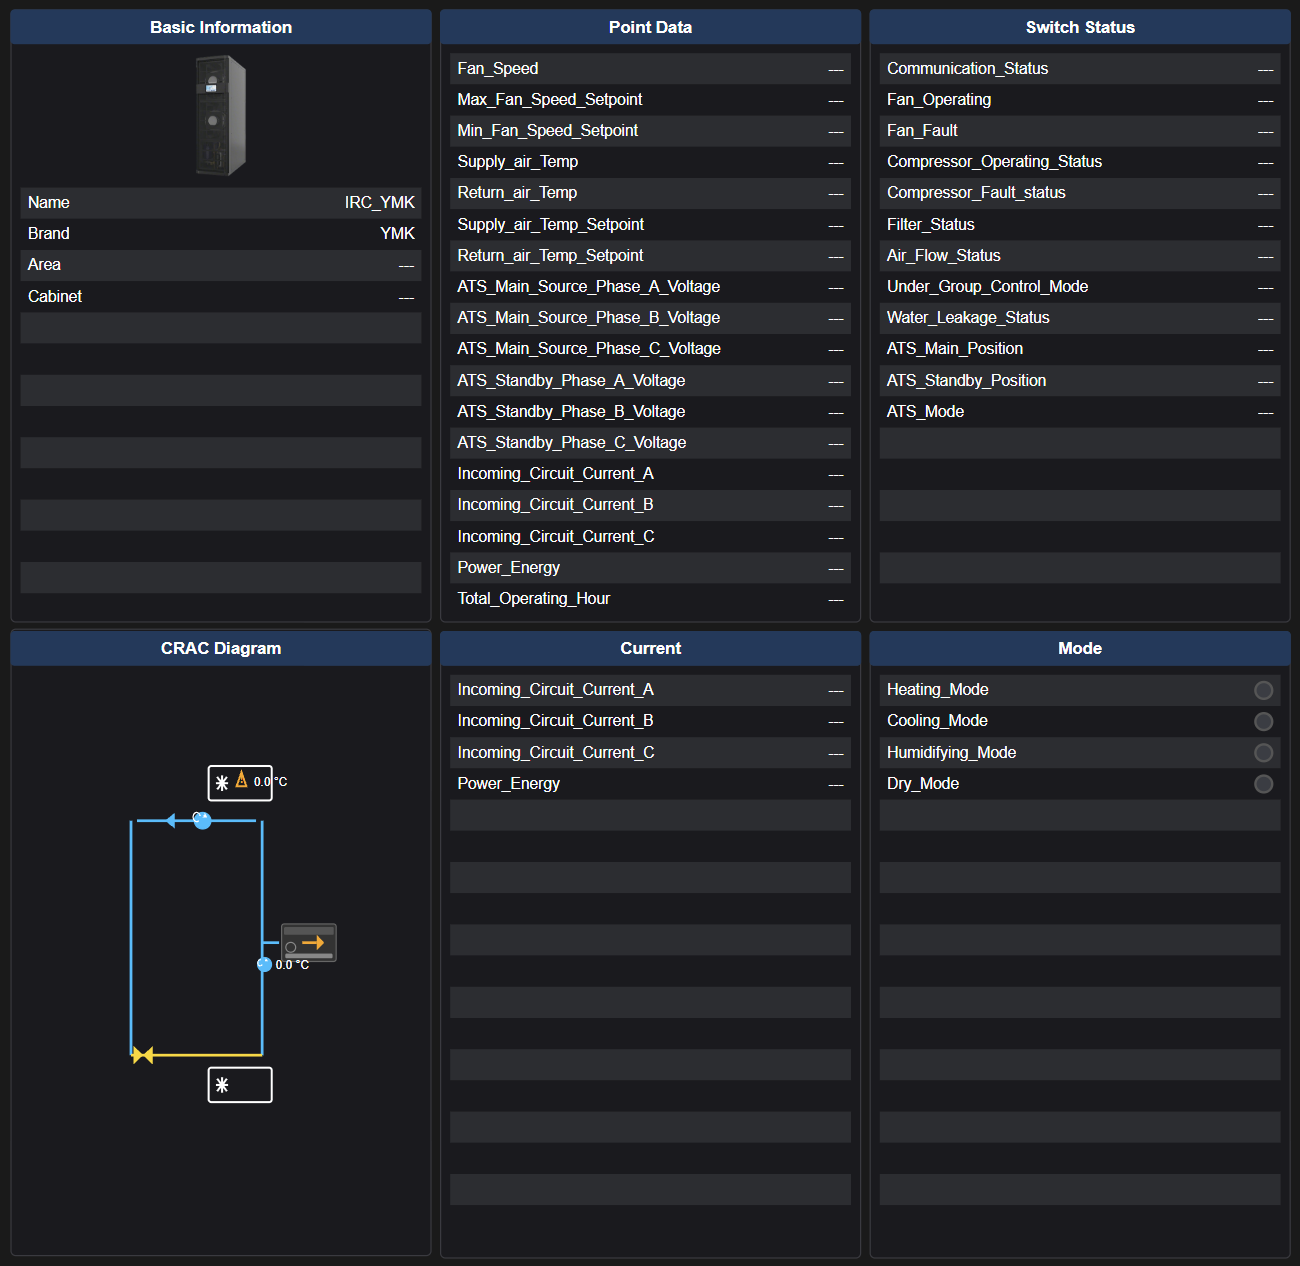 Basic Information
Name IRC_YMK
Brand YMK
Area ---
Cabinet ---
Point Data
Fan_Speed ---
Max_Fan_Speed_Setpoint ---
Min_Fan_Speed_Setpoint ---
Supply_air_Temp ---
Return_air_Temp ---
Supply_air_Temp_Setpoint ---
Return_air_Temp_Setpoint ---
ATS_Main_Source_Phase_A_Voltage ---
ATS_Main_Source_Phase_B_Voltage ---
ATS_Main_Source_Phase_C_Voltage ---
ATS_Standby_Phase_A_Voltage ---
ATS_Standby_Phase_B_Voltage ---
ATS_Standby_Phase_C_Voltage ---
Incoming_Circuit_Current_A ---
Incoming_Circuit_Current_B ---
Incoming_Circuit_Current_C ---
Power_Energy ---
Total_Operating_Hour ---
Switch Status
Communication_Status ---
Fan_Operating ---
Fan_Fault ---
Compressor_Operating_Status ---
Compressor_Fault_status ---
Filter_Status ---
Air_Flow_Status ---
Under_Group_Control_Mode ---
Water_Leakage_Status ---
ATS_Main_Position ---
ATS_Standby_Position ---
ATS_Mode ---
CRAC Diagram
0.0 °C
0.0 °C
Current
Incoming_Circuit_Current_A ---
Incoming_Circuit_Current_B ---
Incoming_Circuit_Current_C ---
Power_Energy ---
Mode
Heating_Mode
Cooling_Mode
Humidifying_Mode
Dry_Mode